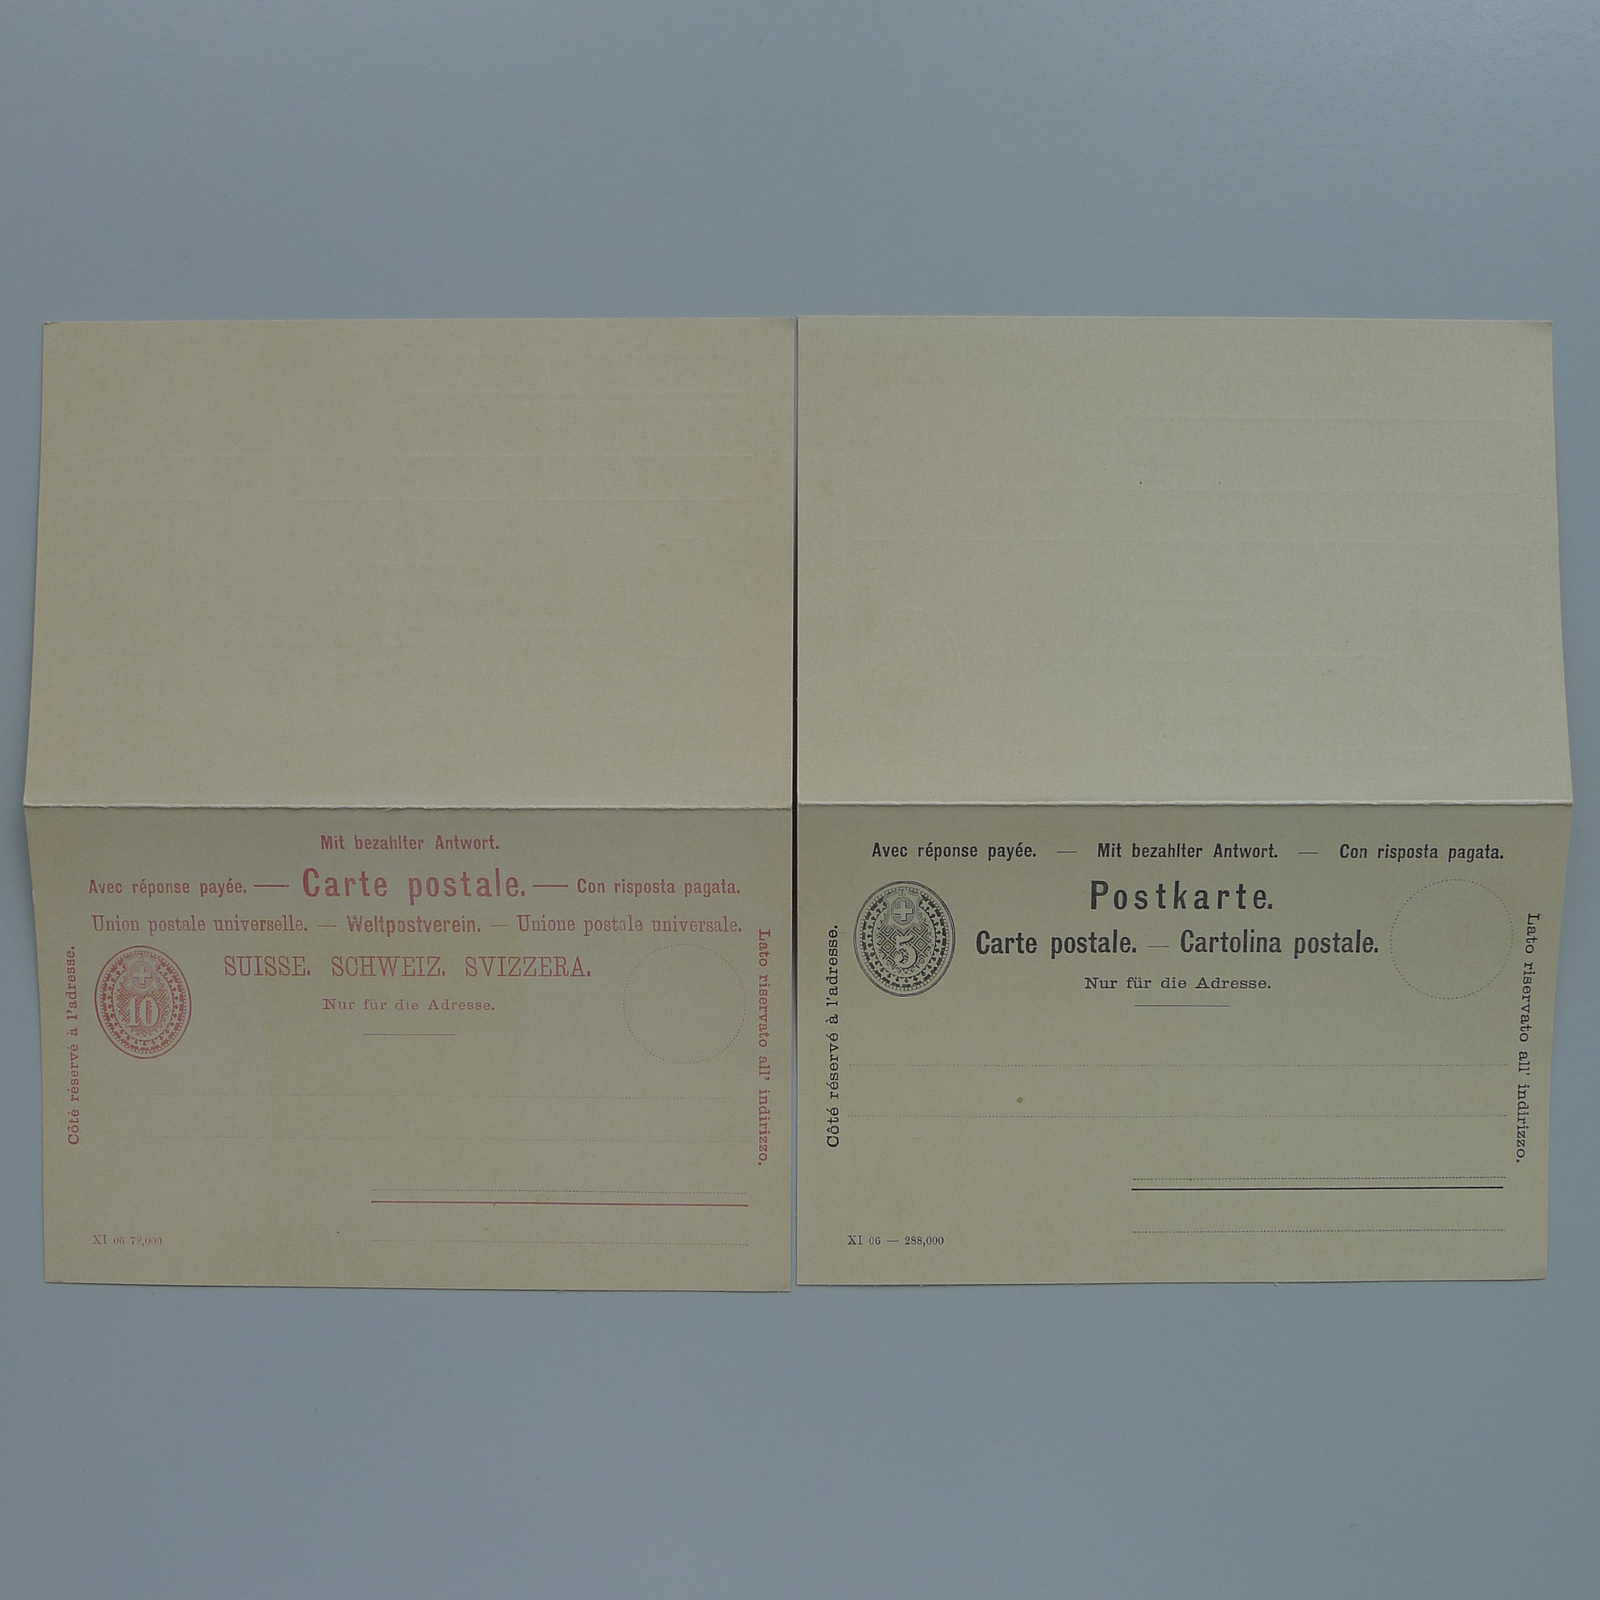 Mit bezahlter Antwort.
Avec réponse payée. — Carte postale. — Con risposta pagata.
Union postale universelle. — Weltpostverein. — Unione postale universale.
SUISSE. SCHWEIZ. SVIZZERA.
Nur für die Adresse.
10
Côté réservé à l'adresse.
Lato riservato all' indirizzo.
XI 06 72,000
Avec réponse payée. — Mit bezahlter Antwort. — Con risposta pagata.
Postkarte.
Carte postale. — Cartolina postale.
Nur für die Adresse.
5
Côté réservé à l'adresse.
Lato riservato all' indirizzo.
XI 06 — 288,000